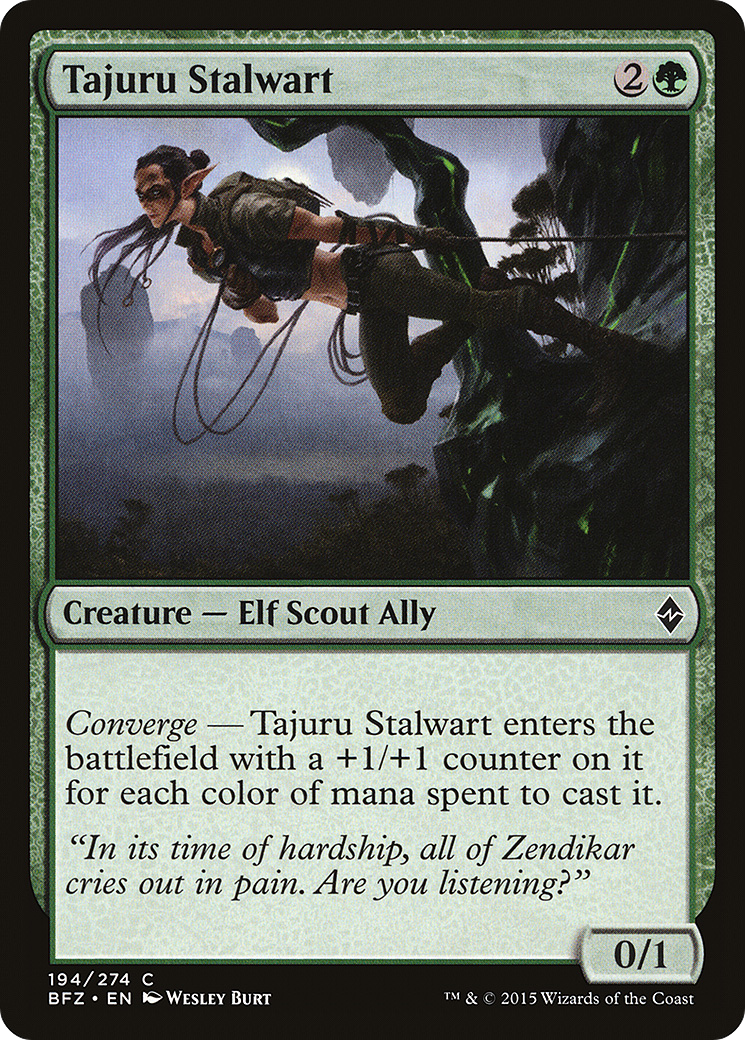 Tajuru Stalwart 2
Creature — Elf Scout Ally
Converge — Tajuru Stalwart enters the
battlefield with a +1/+1 counter on it
for each color of mana spent to cast it.
“In its time of hardship, all of Zendikar
cries out in pain. Are you listening?”
0/1
194/274 C
BFZ • EN Wesley Burt
™ & © 2015 Wizards of the Coast